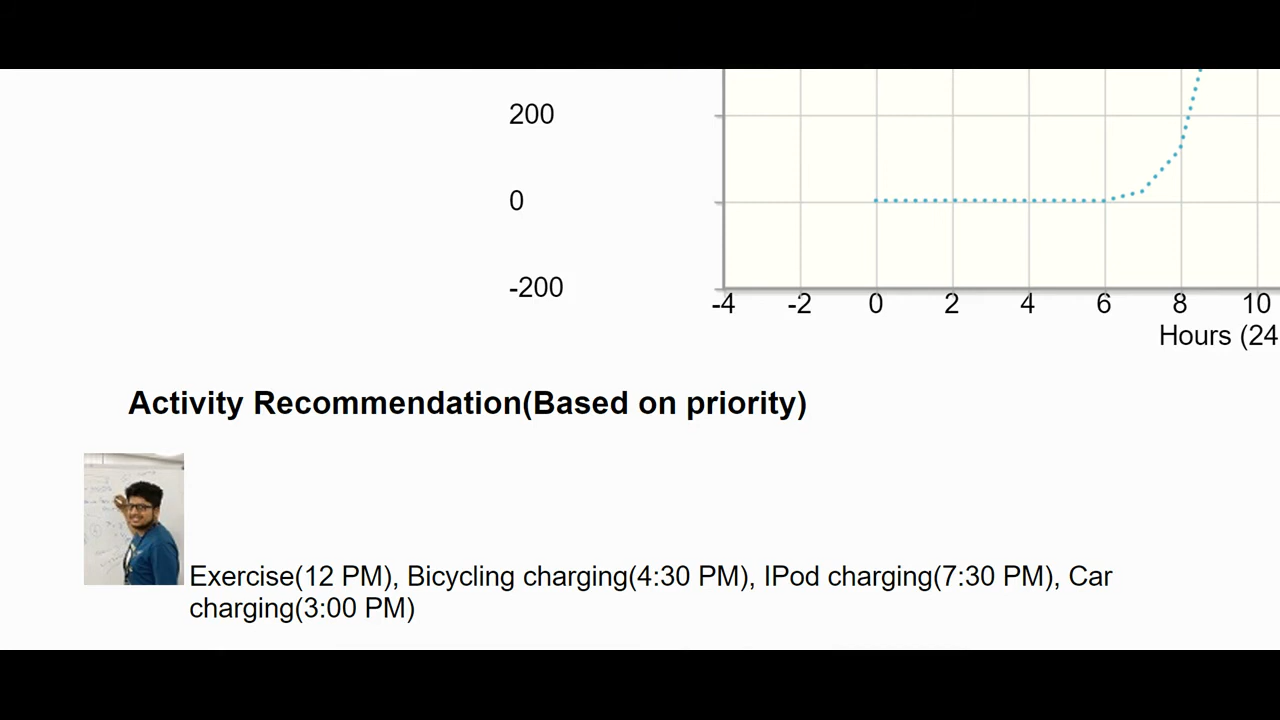 200
0
-200
-4 -2 0 2 4 6 8 10
Hours (24
Activity Recommendation(Based on priority)
Exercise(12 PM), Bicycling charging(4:30 PM), IPod charging(7:30 PM), Car
charging(3:00 PM)